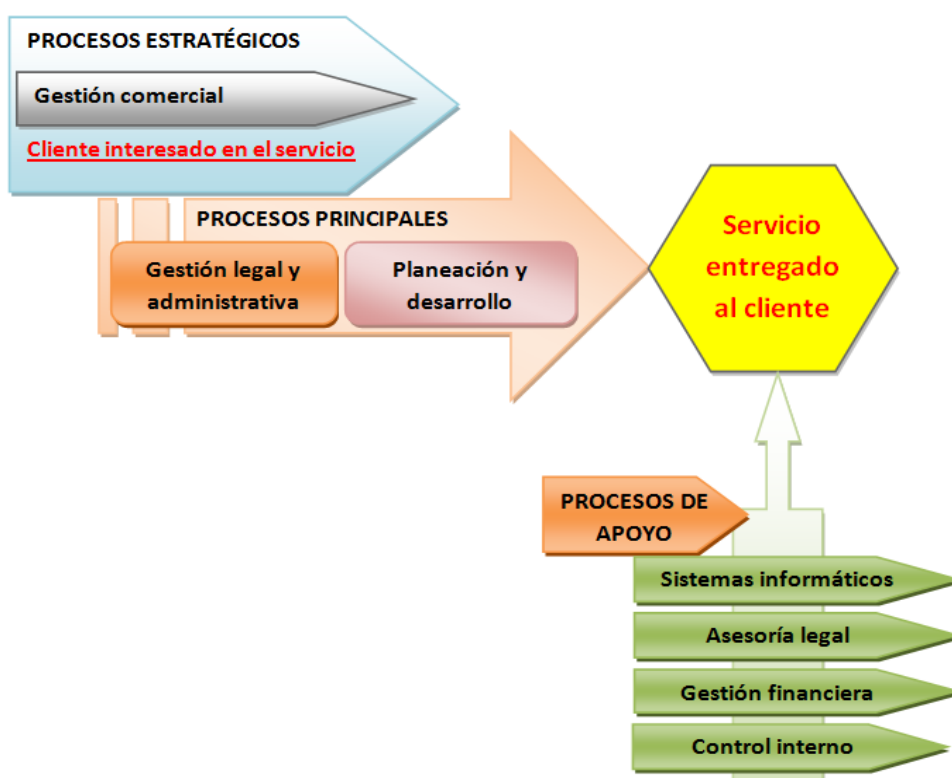 PROCESOS ESTRATÉGICOS
Gestión comercial
Cliente interesado en el servicio
PROCESOS PRINCIPALES
Gestión legal y
administrativa
Planeación y
desarrollo
Servicio
entregado
al cliente
PROCESOS DE
APOYO
Sistemas informáticos
Asesoría legal
Gestión financiera
Control interno